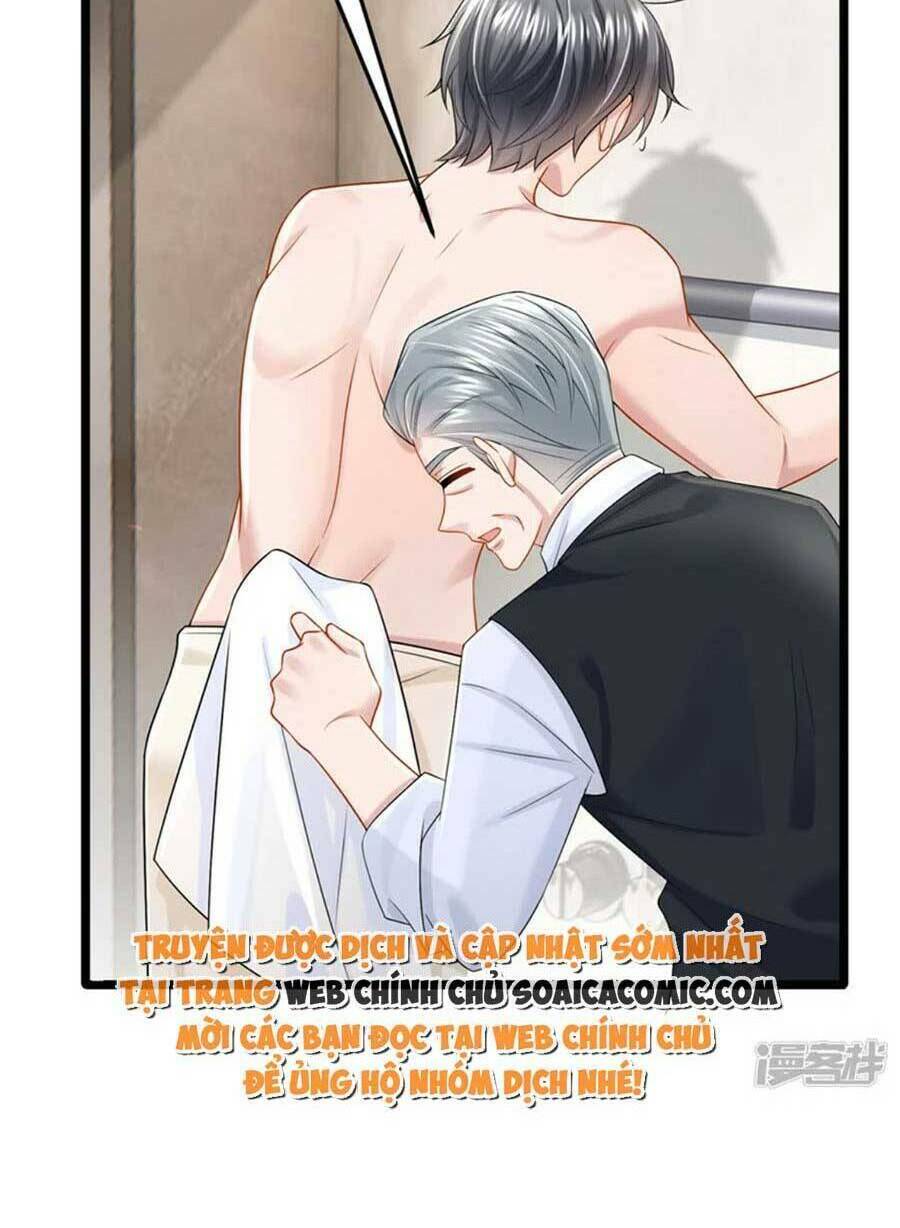 TRUYỆN ĐƯỢC DỊCH VÀ CẬP NHẬT SỚM NHẤT
TẠI TRANG WEB CHÍNH CHỦ SOAICACOMIC.COM
MỜI CÁC BẠN ĐỌC TẠI WEB CHÍNH CHỦ
ĐỂ ỦNG HỘ NHÓM DỊCH NHÉ!
漫客栈